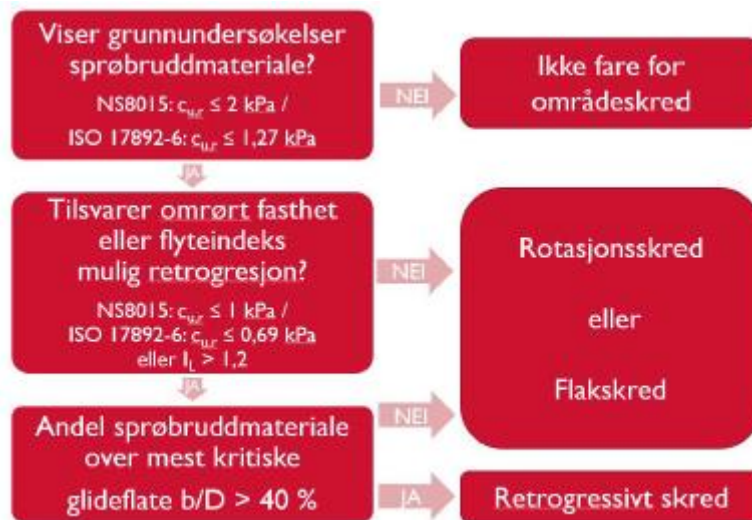 Viser grunnundersøkelser
sprøbruddmateriale?
NS8015: cu,r ≤ 2 kPa /
ISO 17892-6: cu,r ≤ 1,27 kPa
NEI
Ikke fare for
områdeskred
JA
Tilsvarer omrørt fasthet
eller flyteindeks
mulig retrogresjon?
NS8015: cu,r ≤ 1 kPa /
ISO 17892-6: cu,r ≤ 0,69 kPa
eller IL > 1,2
NEI
Rotasjonsskred
eller
Flakskred
JA
Andel sprøbruddmateriale
over mest kritiske
glideflate b/D > 40 %
NEI
JA
Retrogressivt skred